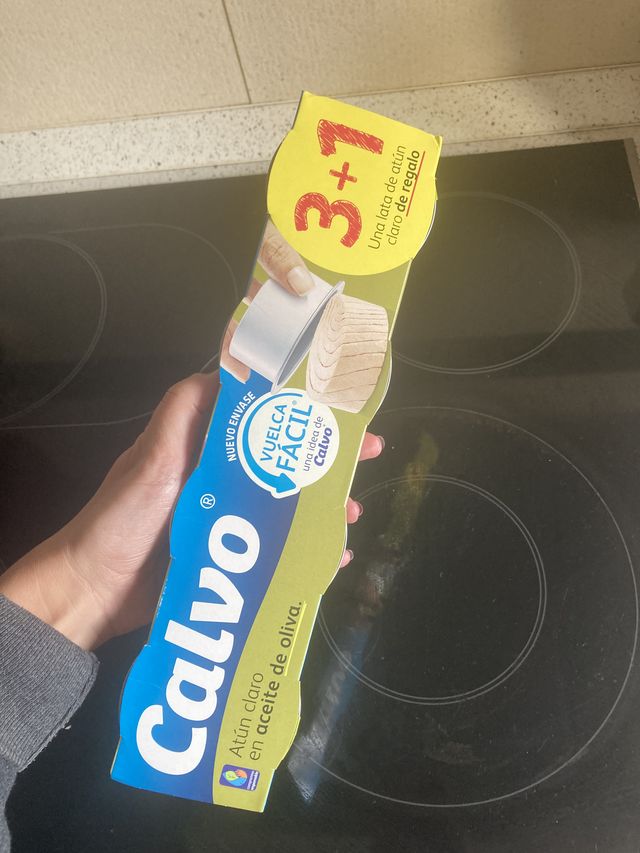 3+1
Una lata de atún
claro de regalo
NUEVO ENVASE
VUELCA
FÁCIL®
una idea de
Calvo
Calvo®
Atún claro
en aceite de oliva.